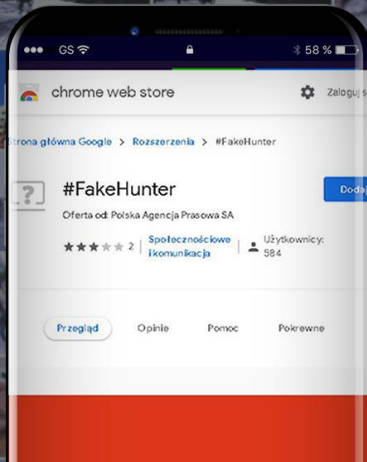 GS 58 %
chrome web store Zaloguj s
Strona główna Google > Rozszerzenia > #FakeHunter
#FakeHunter
Dodaj
Oferta od: Polska Agencja Prasowa SA
2 | Społecznościowe i komunikacja | Użytkownicy: 584
Przegląd Opinie Pomoc Pokrewne